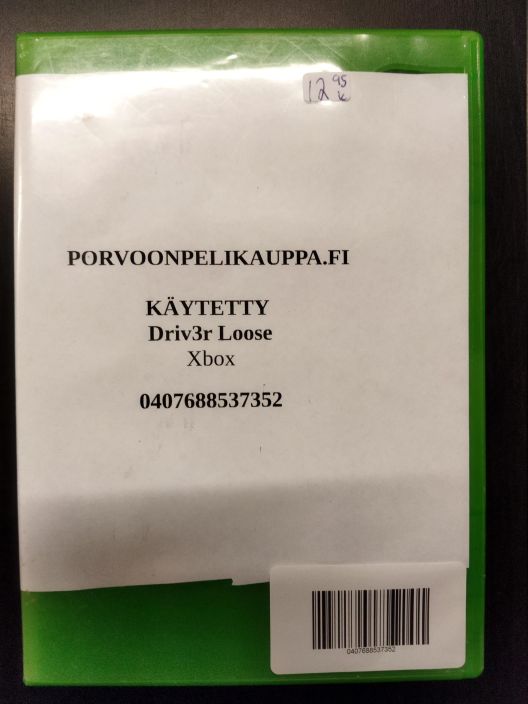 12 95 K
PORVOONPELIKAUPPA.FI
KÄYTETTY
Driv3r Loose
Xbox
0407688537352
0407688537352